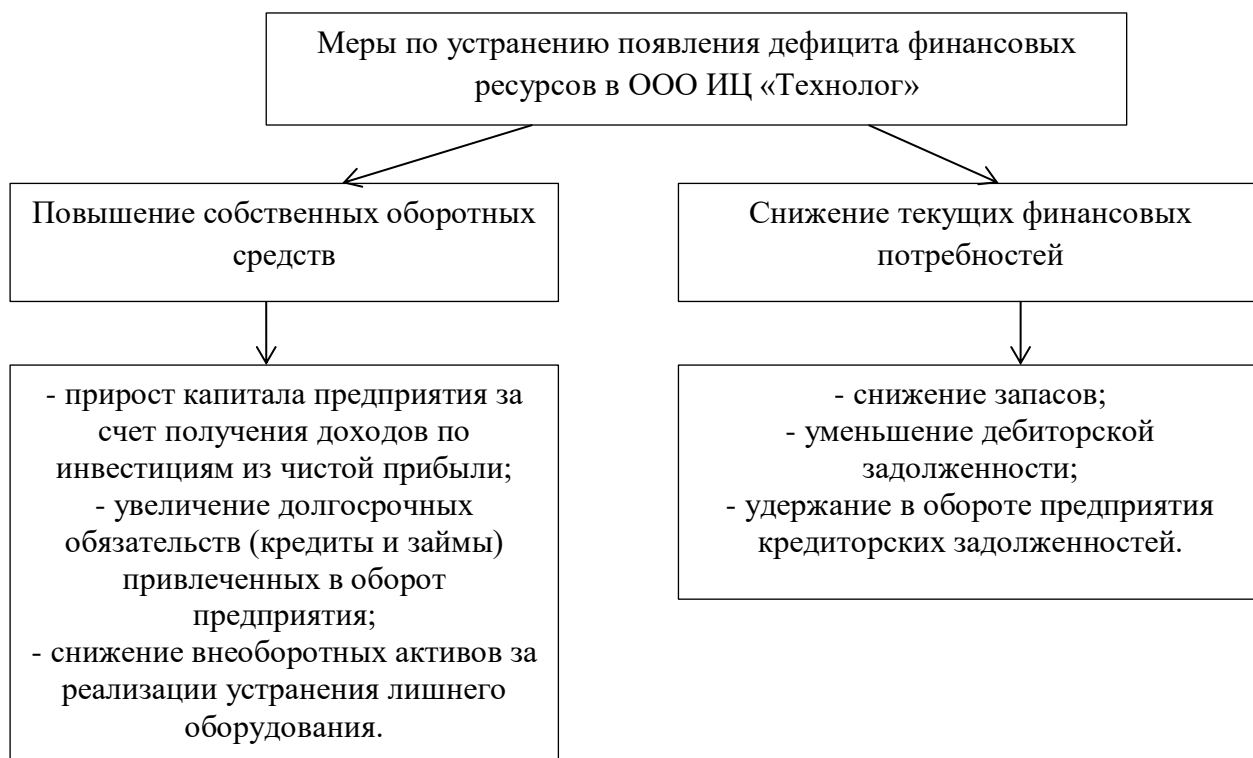 Меры по устранению появления дефицита финансовых
ресурсов в ООО ИЦ «Технолог»
Повышение собственных оборотных
средств
Снижение текущих финансовых
потребностей
- прирост капитала предприятия за
счет получения доходов по
инвестициям из чистой прибыли;
- увеличение долгосрочных
обязательств (кредиты и займы)
привлеченных в оборот
предприятия;
- снижение внеоборотных активов за
реализации устранения лишнего
оборудования.
- снижение запасов;
- уменьшение дебиторской
задолженности;
- удержание в обороте предприятия
кредиторских задолженностей.